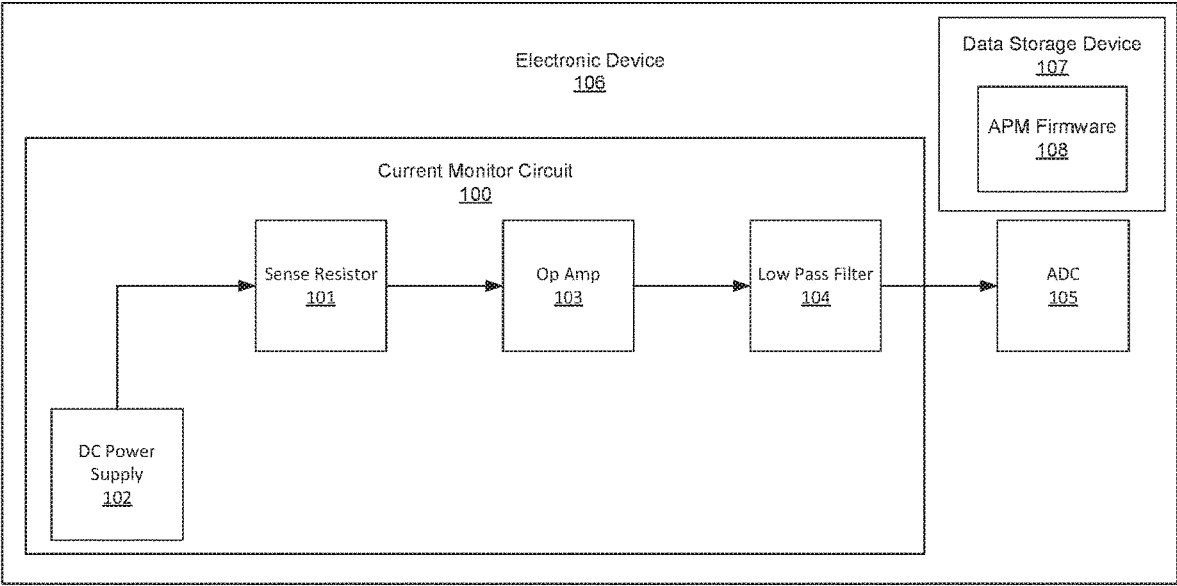 Electronic Device
106
Data Storage Device
107
APM Firmware
108
Current Monitor Circuit
100
Sense Resistor
101
Op Amp
103
Low Pass Filter
104
ADC
105
DC Power
Supply
102